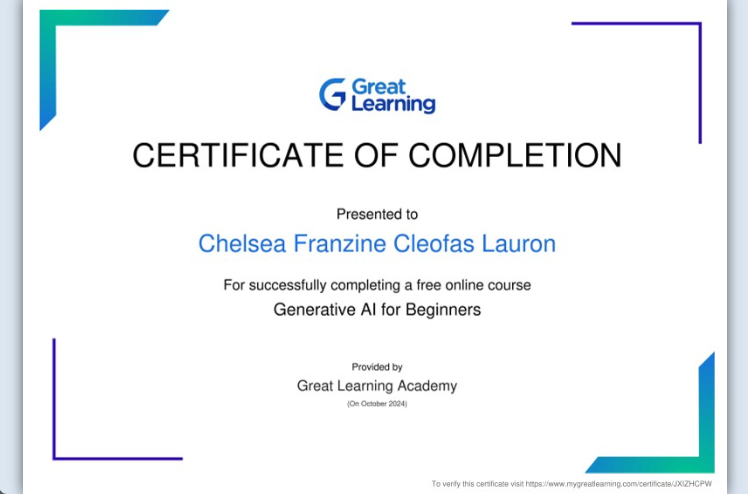 Great
Learning
CERTIFICATE OF COMPLETION
Presented to
Chelsea Franzine Cleofas Lauron
For successfully completing a free online course
Generative AI for Beginners
Provided by
Great Learning Academy
(On October 2024)
To verify this certificate visit https://www.mygreatlearning.com/certificate/JXIZHCPW